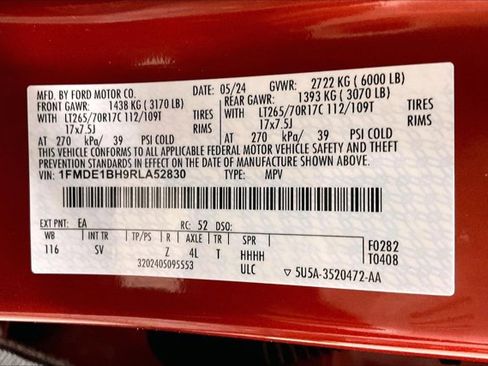 MFD. BY FORD MOTOR CO.
DATE: 05/24 GVWR: 2722 KG (6000 LB)
FRONT GAWR: 1438 KG (3170 LB) REAR GAWR: 1393 KG (3070 LB)
WITH LT265/70R17C 112/109T TIRES WITH LT265/70R17C 112/109T TIRES
17x7.5J RIMS 17x7.5J RIMS
AT 270 kPa/ 39 PSI COLD AT 270 kPa/ 39 PSI COLD
THIS VEHICLE CONFORMS TO ALL APPLICABLE FEDERAL MOTOR VEHICLE SAFETY AND THEFT
PREVENTION STANDARDS IN EFFECT ON THE DATE OF MANUFACTURE SHOWN ABOVE.
VIN: 1FMDE1BH9RLA52830 TYPE: MPV
EXT PNT: EA RC: 52 DSO:
WB INT TR TP/PS R AXLE TR SPR F0282
116 SV Z 4L T HHHH T0408
3202405095553 ULC 5U5A-3520472-AA